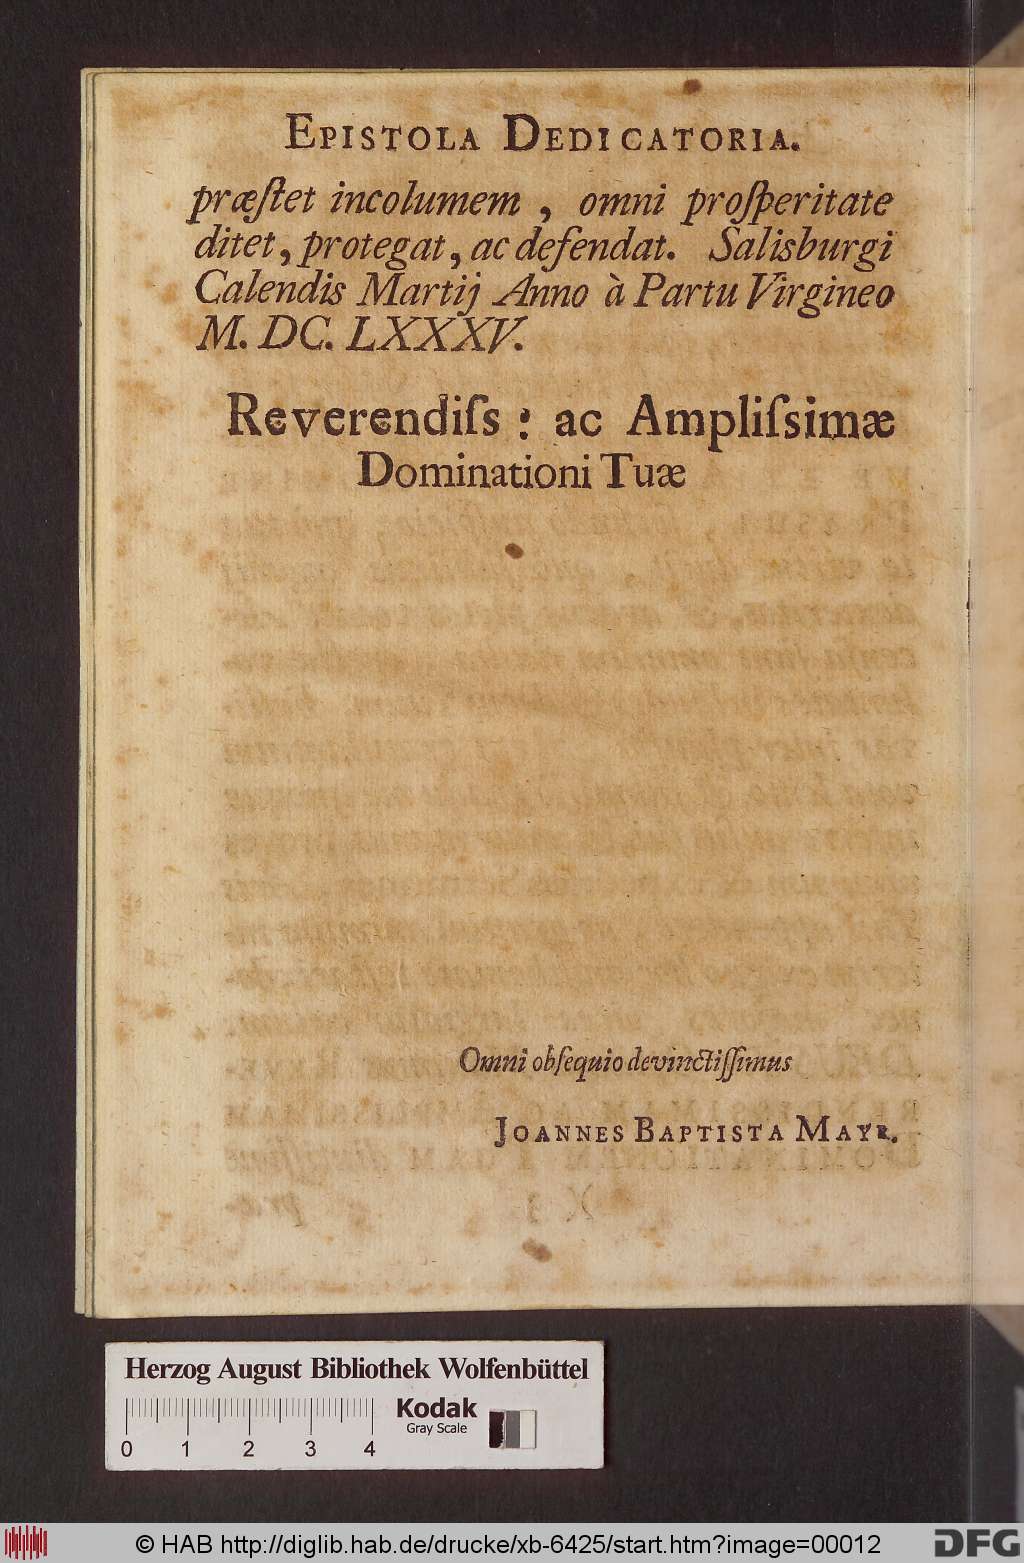 EPISTOLA DEDICATORIA.
præſtet incolumem , omni proſperitate
ditet, protegat, ac defendat. Salisburgi
Calendis Martij Anno à Partu Virgineo
M. DC. LXXXV.
Reverendiſs : ac Ampliſsimæ
Dominationi Tuæ
Omni obſequio devinctiſſimus
JOANNES BAPTISTA MAYR.
Herzog August Bibliothek Wolfenbüttel
Kodak
Gray Scale
0 1 2 3 4
© HAB http://diglib.hab.de/drucke/xb-6425/start.htm?image=00012
DFG